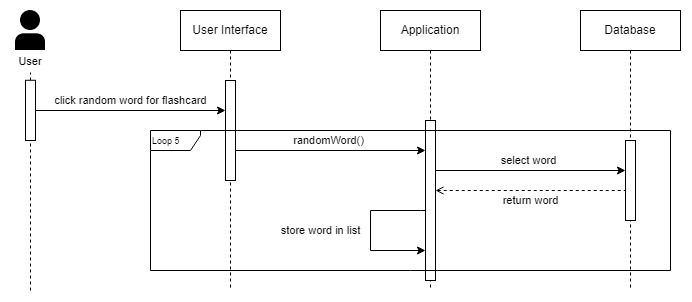 User Interface
Application
Database
User
click random word for flashcard
Loop 5
randomWord()
select word
return word
store word in list